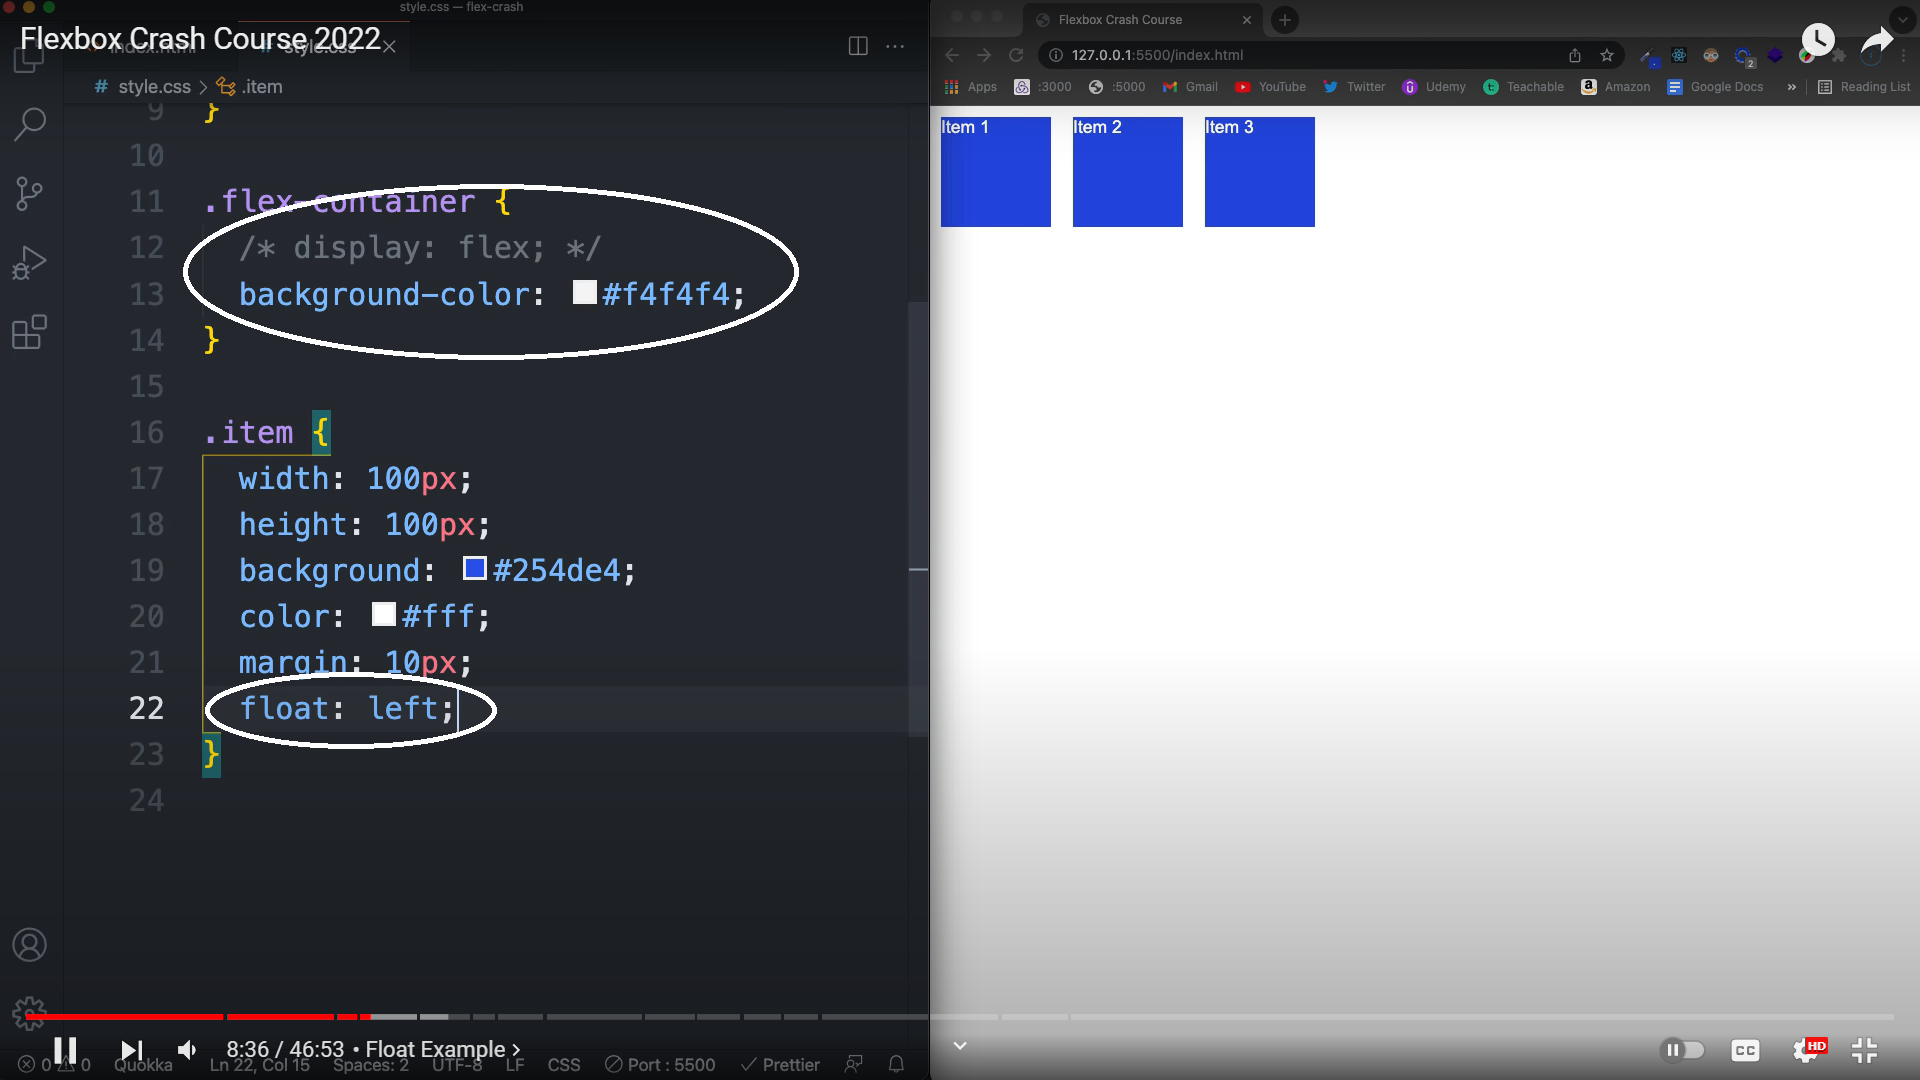 style.css — flex-crash
Flexbox Crash Course 2022
index.html
style.css
# style.css > .item
9 }
10
11 .flex-container {
12 /* display: flex; */
13 background-color: #f4f4f4;
14 }
15
16 .item {
17 width: 100px;
18 height: 100px;
19 background: #254de4;
20 color: #fff;
21 margin: 10px;
22 float: left;
23 }
24
8:36 / 46:53 • Float Example >
0 0 Quokka Ln 22, Col 15 Spaces: 2 UTF-8 LF CSS Port : 5500 Prettier
Flexbox Crash Course
127.0.0.1:5500/index.html
2
Apps :3000 :5000 Gmail YouTube Twitter Udemy Teachable Amazon Google Docs » Reading List
Item 1 Item 2 Item 3
CC HD